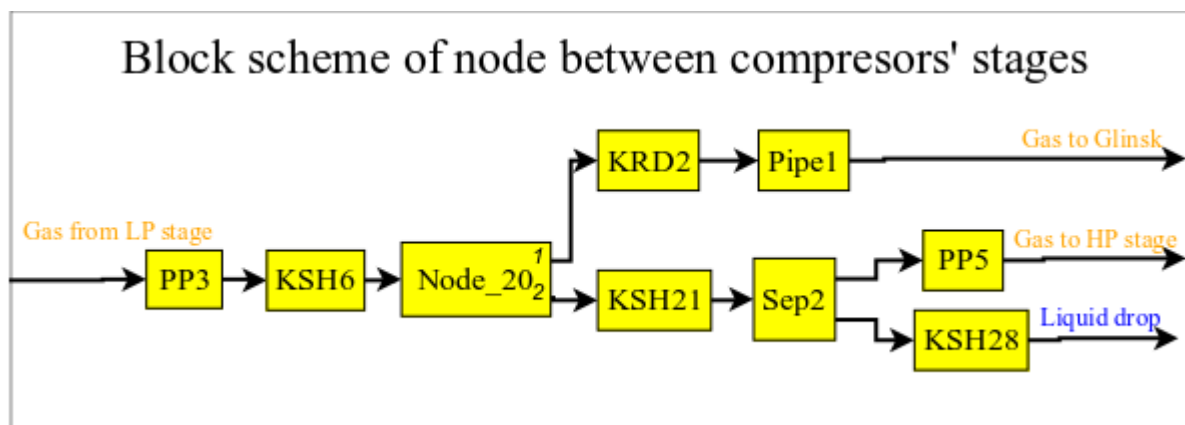 Block scheme of node between compresors' stages
Gas to Glinsk
KRD2
Pipe1
Gas from LP stage
Gas to HP stage
PP3
KSH6
Node_20
1
2
KSH21
Sep2
PP5
Liquid drop
KSH28